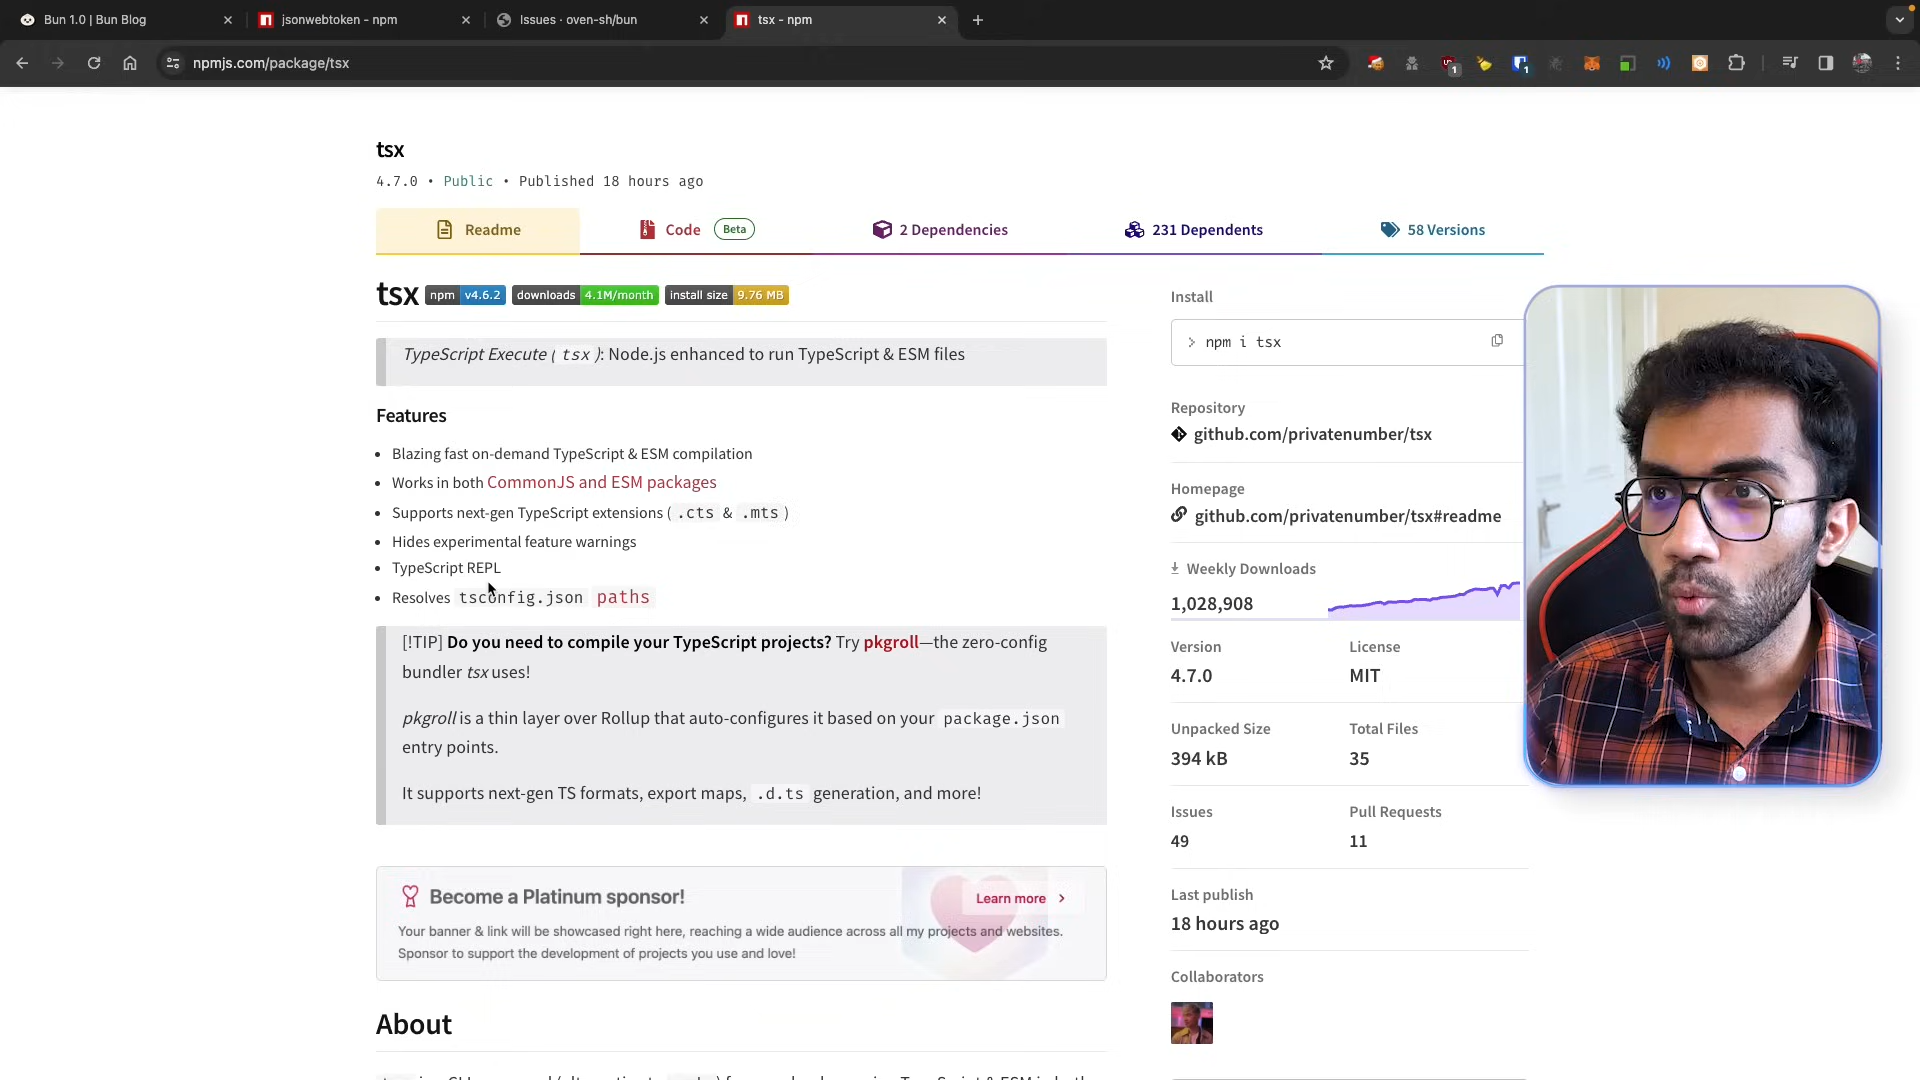 Bun 1.0 | Bun Blog
jsonwebtoken - npm
Issues · oven-sh/bun
tsx - npm
npmjs.com/package/tsx
tsx
4.7.0 • Public • Published 18 hours ago
Readme
Code Beta
2 Dependencies
231 Dependents
58 Versions
tsx npm v4.6.2 downloads 4.1M/month install size 9.76 MB
TypeScript Execute ( tsx ): Node.js enhanced to run TypeScript & ESM files
Features
• Blazing fast on-demand TypeScript & ESM compilation
• Works in both CommonJS and ESM packages
• Supports next-gen TypeScript extensions ( .cts & .mts )
• Hides experimental feature warnings
• TypeScript REPL
• Resolves tsconfig.json paths
[!TIP] Do you need to compile your TypeScript projects? Try pkgroll—the zero-config
bundler tsx uses!
pkgroll is a thin layer over Rollup that auto-configures it based on your package.json
entry points.
It supports next-gen TS formats, export maps, .d.ts generation, and more!
Become a Platinum sponsor!
Learn more >
Your banner & link will be showcased right here, reaching a wide audience across all my projects and websites.
Sponsor to support the development of projects you use and love!
About
Install
> npm i tsx
Repository
github.com/privatenumber/tsx
Homepage
github.com/privatenumber/tsx#readme
Weekly Downloads
1,028,908
Version
License
4.7.0
MIT
Unpacked Size
Total Files
394 kB
35
Issues
Pull Requests
49
11
Last publish
18 hours ago
Collaborators